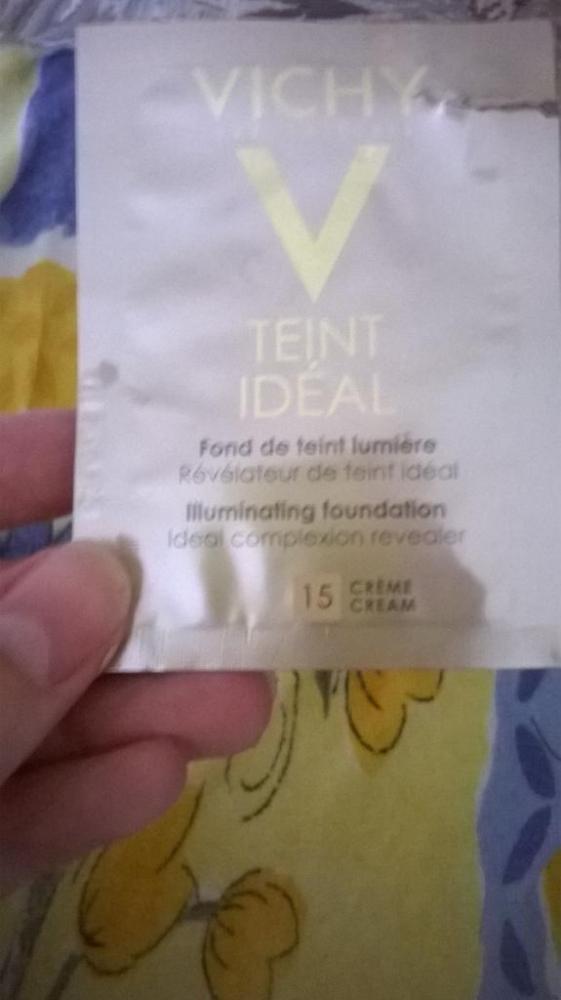 VICHY
V
TEINT
IDÉAL
Fond de teint lumière
Révélateur de teint idéal
Illuminating foundation
Ideal complexion revealer
15 CRÈME
CREAM